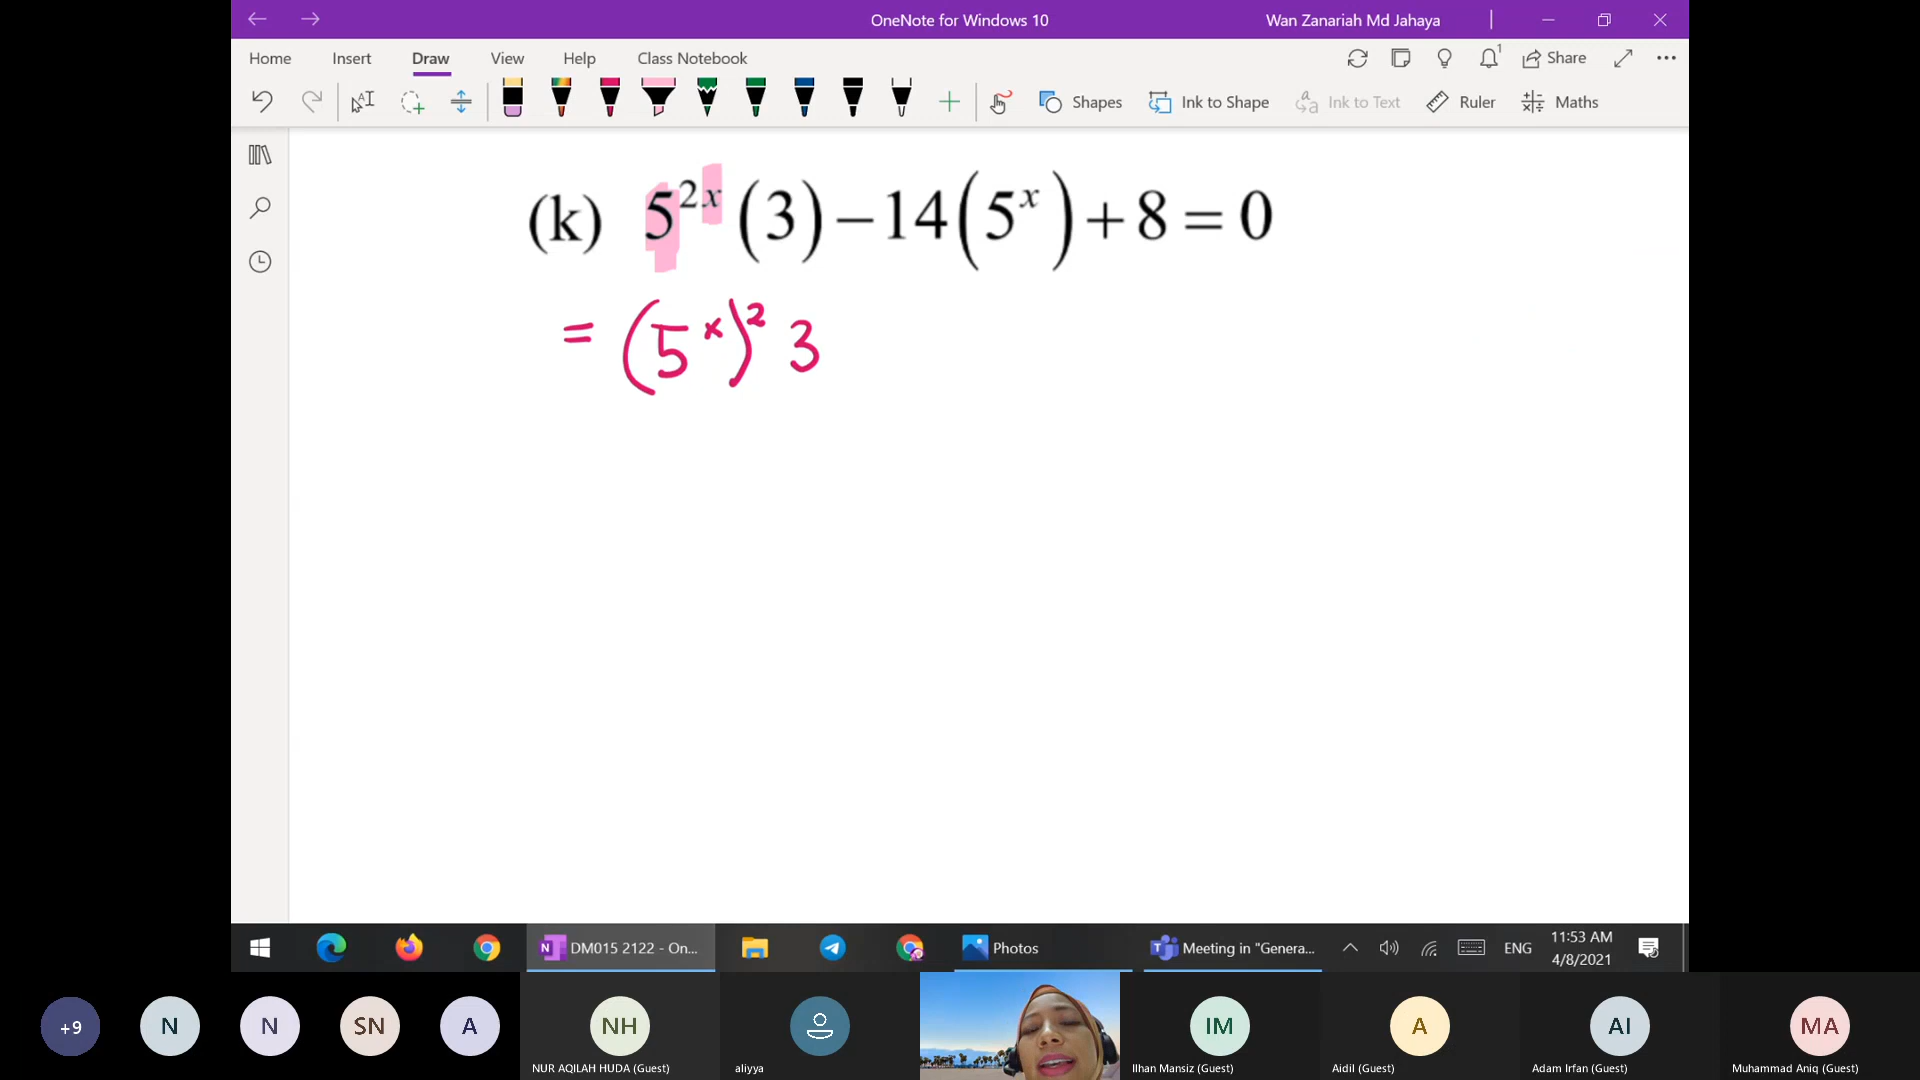 OneNote for Windows 10
Wan Zanariah Md Jahaya
Home Insert Draw View Help Class Notebook
1 Share
Shapes Ink to Shape Ink to Text Ruler Maths
(k) 5^{2x}(3) − 14(5^x) + 8 = 0
= (5^x)^2 3
DM015 2122 - On...
Photos
Meeting in "Genera...
ENG
11:53 AM
4/8/2021
+9 N N SN A NH IM A AI MA
NUR AQILAH HUDA (Guest) aliyya Ilhan Mansiz (Guest) Aidil (Guest) Adam Irfan (Guest) Muhammad Aniq (Guest)